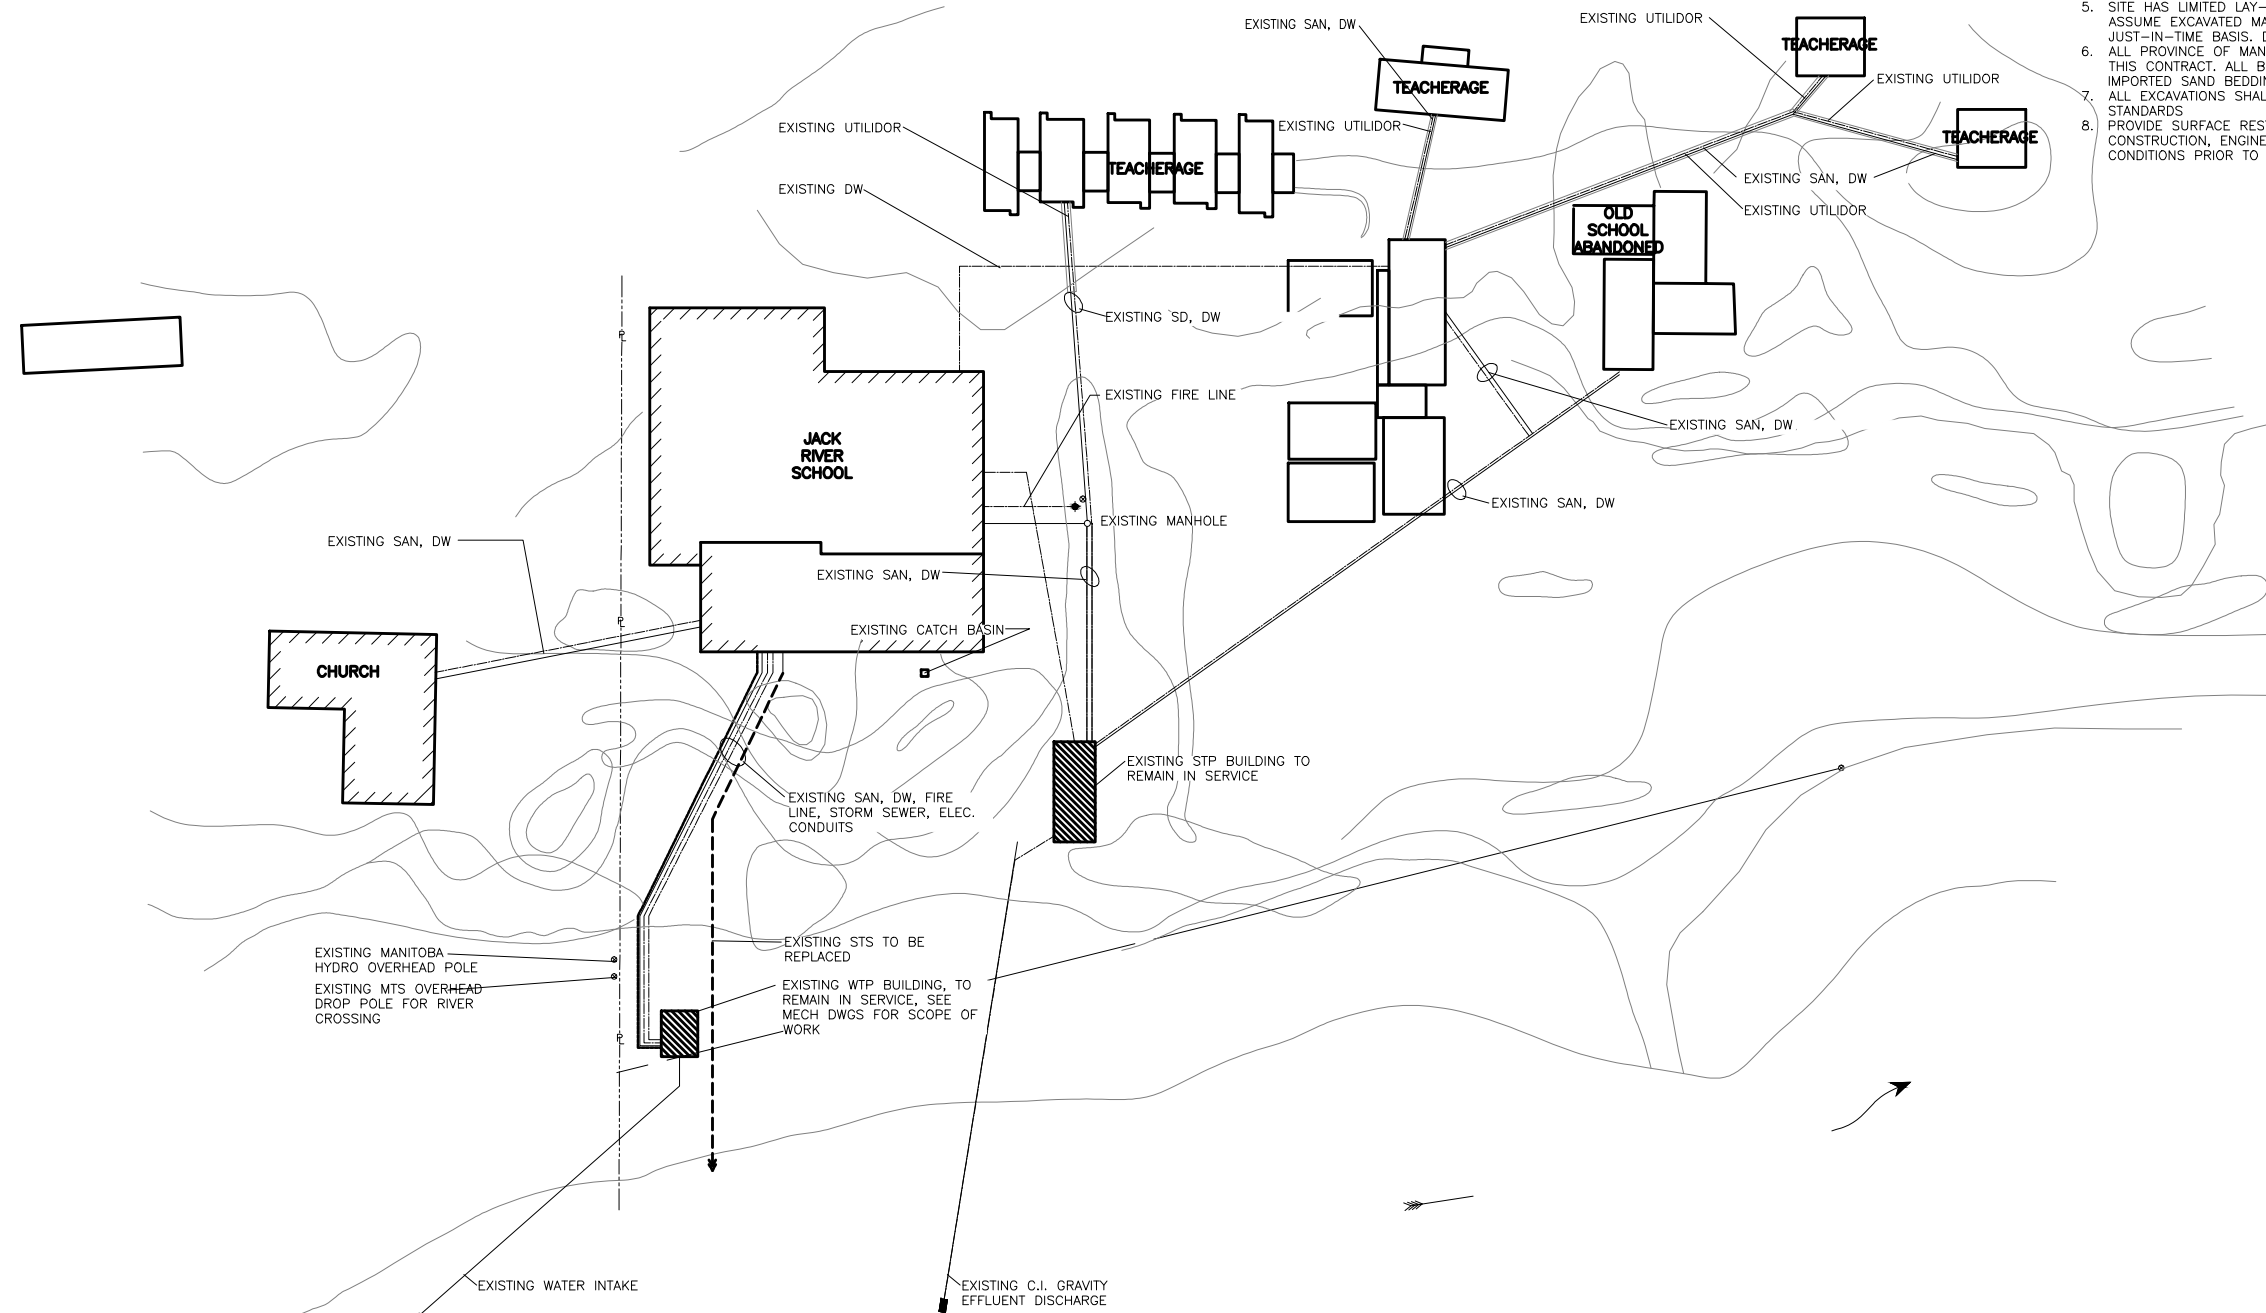 5. SITE HAS LIMITED LAY-
ASSUME EXCAVATED MA
JUST-IN-TIME BASIS. D
6. ALL PROVINCE OF MAN
THIS CONTRACT. ALL B
IMPORTED SAND BEDDIN
7. ALL EXCAVATIONS SHAL
STANDARDS
8. PROVIDE SURFACE REST
CONSTRUCTION, ENGINE
CONDITIONS PRIOR TO
EXISTING SAN, DW
EXISTING UTILIDOR
TEACHERAGE
EXISTING UTILIDOR
TEACHERAGE
EXISTING UTILIDOR
EXISTING UTILIDOR
TEACHERAGE
TEACHERAGE
EXISTING DW
EXISTING SAN, DW
EXISTING UTILIDOR
OLD
SCHOOL
ABANDONED
EXISTING SD, DW
PL
EXISTING FIRE LINE
EXISTING SAN, DW
JACK
RIVER
SCHOOL
EXISTING SAN, DW
EXISTING MANHOLE
EXISTING SAN, DW
EXISTING SAN, DW
PL
EXISTING CATCH BASIN
CHURCH
EXISTING STP BUILDING TO
REMAIN IN SERVICE
EXISTING SAN, DW, FIRE
LINE, STORM SEWER, ELEC.
CONDUITS
EXISTING STS TO BE
REPLACED
EXISTING MANITOBA
HYDRO OVERHEAD POLE
EXISTING MTS OVERHEAD
DROP POLE FOR RIVER
CROSSING
EXISTING WTP BUILDING, TO
REMAIN IN SERVICE, SEE
MECH DWGS FOR SCOPE OF
WORK
PL
EXISTING WATER INTAKE
EXISTING C.I. GRAVITY
EFFLUENT DISCHARGE